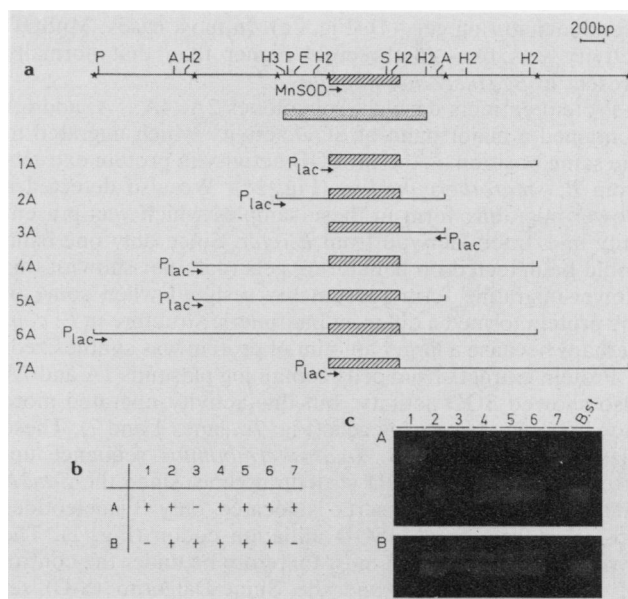 200bp
a
P A H2 H3 P E H2 S H2 H2 A H2 H2
MnSOD
1A Plac
2A Plac
3A Plac
4A Plac
5A Plac
6A Plac
7A Plac
b
1 2 3 4 5 6 7
A
B
c
1 2 3 4 5 6 7 B.st
A
B